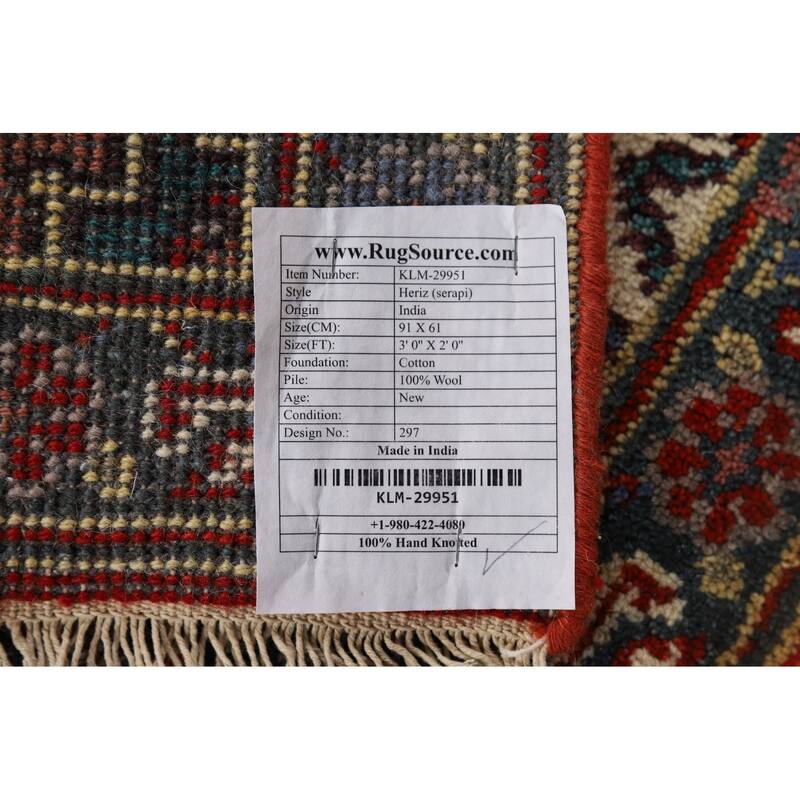 www.RugSource.com
Item Number: KLM-29951
Style Heriz (serapi)
Origin India
Size(CM): 91 X 61
Size(FT): 3' 0" X 2' 0"
Foundation: Cotton
Pile: 100% Wool
Age: New
Condition:
Design No.: 297
Made in India
KLM-29951
+1-980-422-4080
100% Hand Knotted